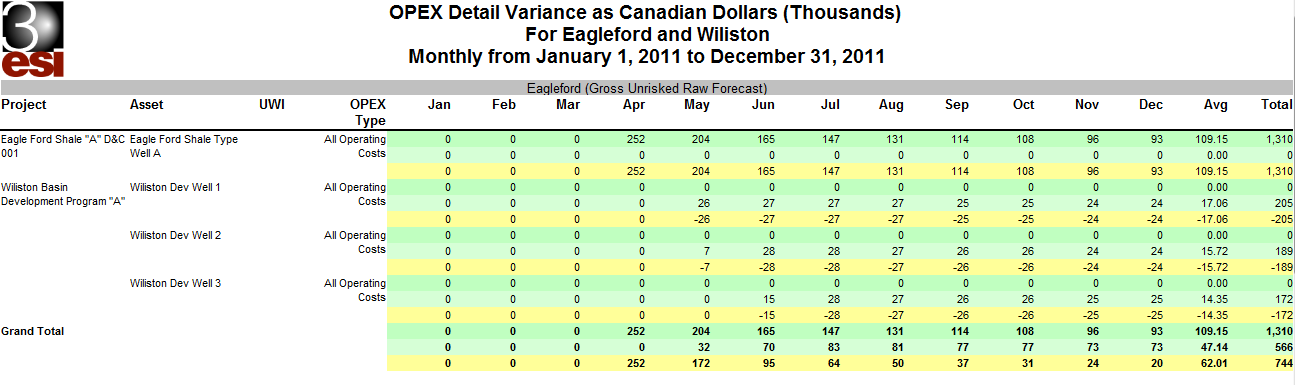 3
esi
OPEX Detail Variance as Canadian Dollars (Thousands)
For Eagleford and Wiliston
Monthly from January 1, 2011 to December 31, 2011
Eagleford (Gross Unrisked Raw Forecast)
Project Asset UWI OPEX Type Jan Feb Mar Apr May Jun Jul Aug Sep Oct Nov Dec Avg Total
Eagle Ford Shale "A" D&C Eagle Ford Shale Type All Operating 0 0 0 252 204 165 147 131 114 108 96 93 109.15 1,310
001 Well A Costs 0 0 0 0 0 0 0 0 0 0 0 0 0.00 0
0 0 0 252 204 165 147 131 114 108 96 93 109.15 1,310
Wiliston Basin Wiliston Dev Well 1 All Operating 0 0 0 0 0 0 0 0 0 0 0 0 0.00 0
Development Program "A" Costs 0 0 0 0 26 27 27 27 25 25 24 24 17.06 205
0 0 0 0 -26 -27 -27 -27 -25 -25 -24 -24 -17.06 -205
Wiliston Dev Well 2 All Operating 0 0 0 0 0 0 0 0 0 0 0 0 0.00 0
Costs 0 0 0 0 7 28 28 27 26 26 24 24 15.72 189
0 0 0 0 -7 -28 -28 -27 -26 -26 -24 -24 -15.72 -189
Wiliston Dev Well 3 All Operating 0 0 0 0 0 0 0 0 0 0 0 0 0.00 0
Costs 0 0 0 0 0 15 28 27 26 26 25 25 14.35 172
0 0 0 0 0 -15 -28 -27 -26 -26 -25 -25 -14.35 -172
Grand Total 0 0 0 252 204 165 147 131 114 108 96 93 109.15 1,310
0 0 0 0 32 70 83 81 77 77 73 73 47.14 566
0 0 0 252 172 95 64 50 37 31 24 20 62.01 744